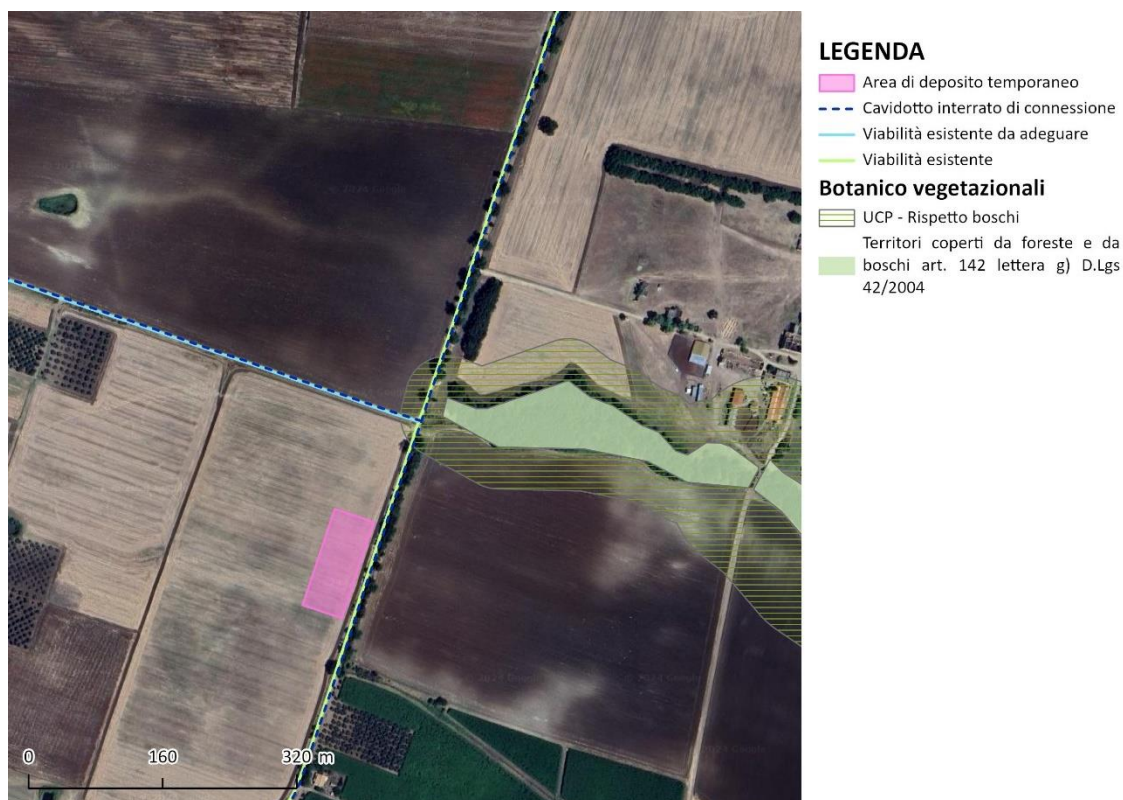 LEGENDA
Area di deposito temporaneo
Cavidotto interrato di connessione
Viabilità esistente da adeguare
Viabilità esistente
Botanico vegetazionali
UCP - Rispetto boschi
Territori coperti da foreste e da
boschi art. 142 lettera g) D.Lgs
42/2004
0 160 320 m